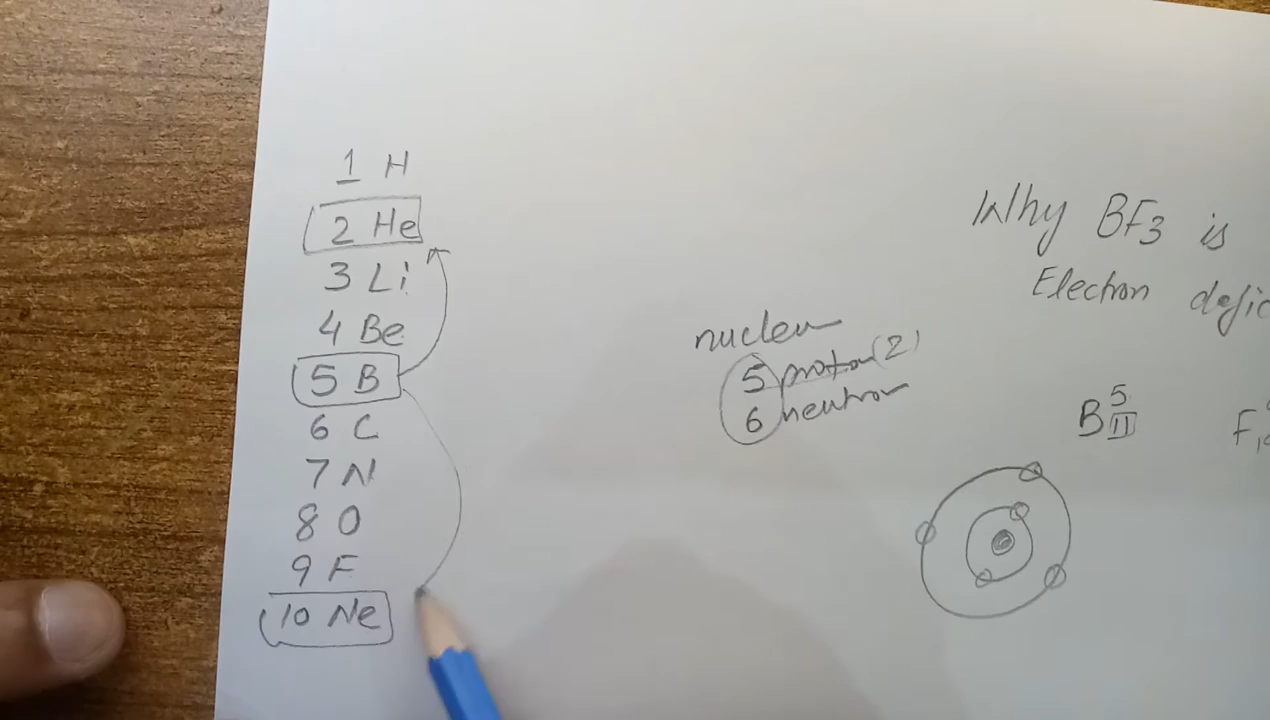 1 H
2 He
3 Li
4 Be
5 B
6 C
7 N
8 O
9 F
10 Ne
Why BF3 is
Electron defic
5 proton (2)
6 neutron
B 5 11
F